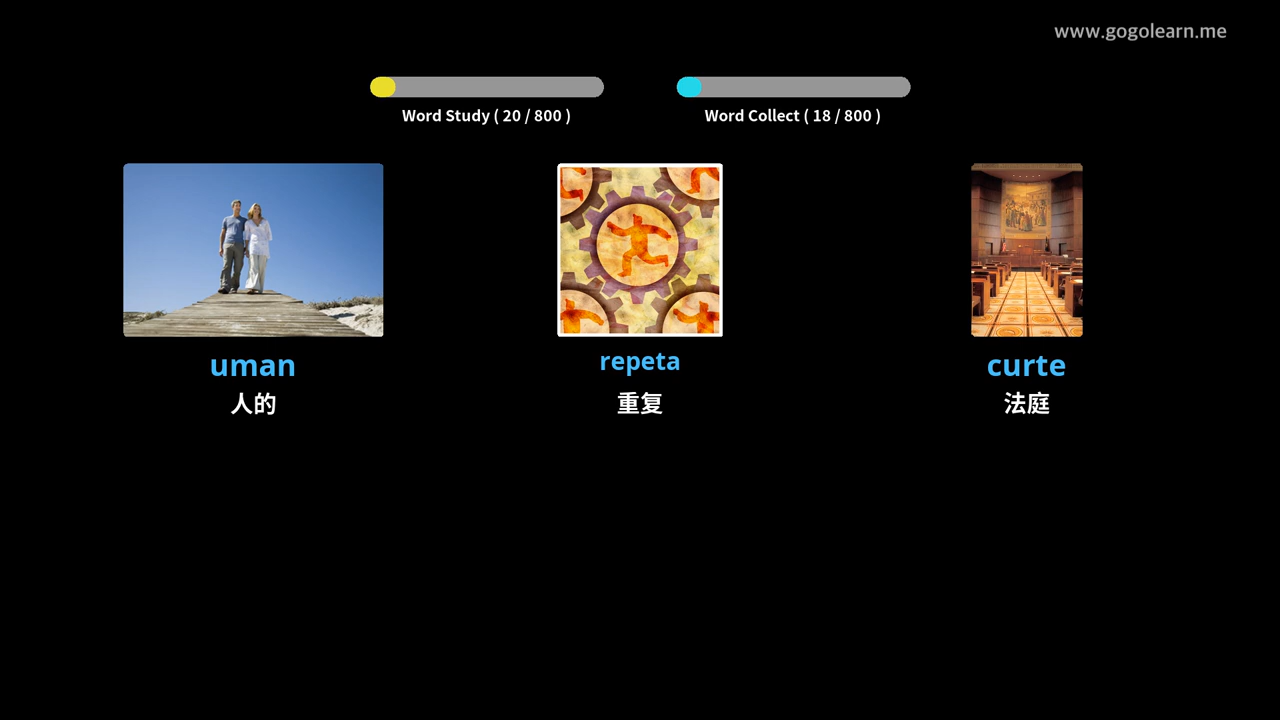 www.gogolearn.me
Word Study ( 20 / 800 )
Word Collect ( 18 / 800 )
uman
repeta
curte
人的
重复
法庭